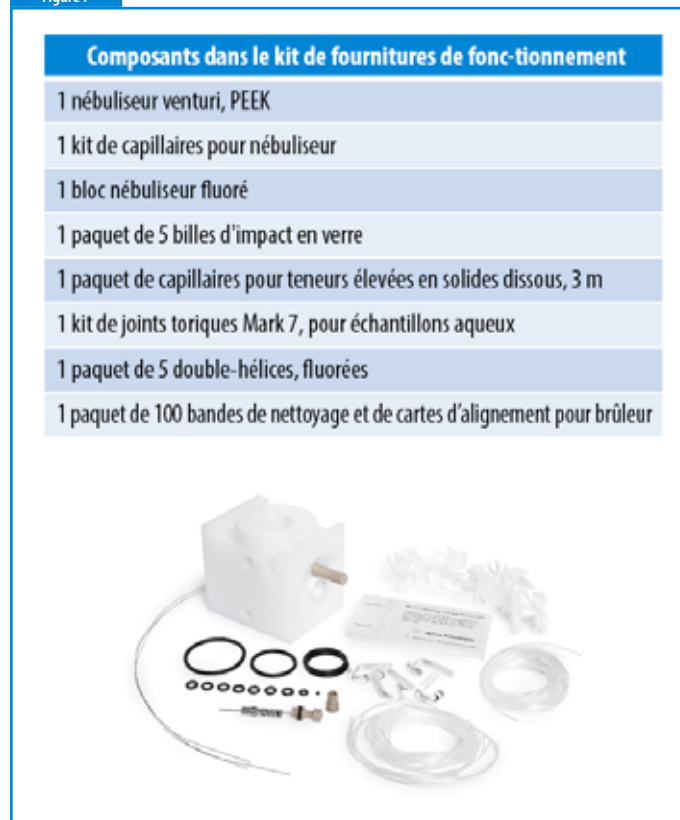 Composants dans le kit de fournitures de fonc-tionnement
1 nébuliseur venturi, PEEK
1 kit de capillaires pour nébuliseur
1 bloc nébuliseur fluoré
1 paquet de 5 billes d'impact en verre
1 paquet de capillaires pour teneurs élevées en solides dissous, 3 m
1 kit de joints toriques Mark 7, pour échantillons aqueux
1 paquet de 5 double-hélices, fluorées
1 paquet de 100 bandes de nettoyage et de cartes d’alignement pour brûleur